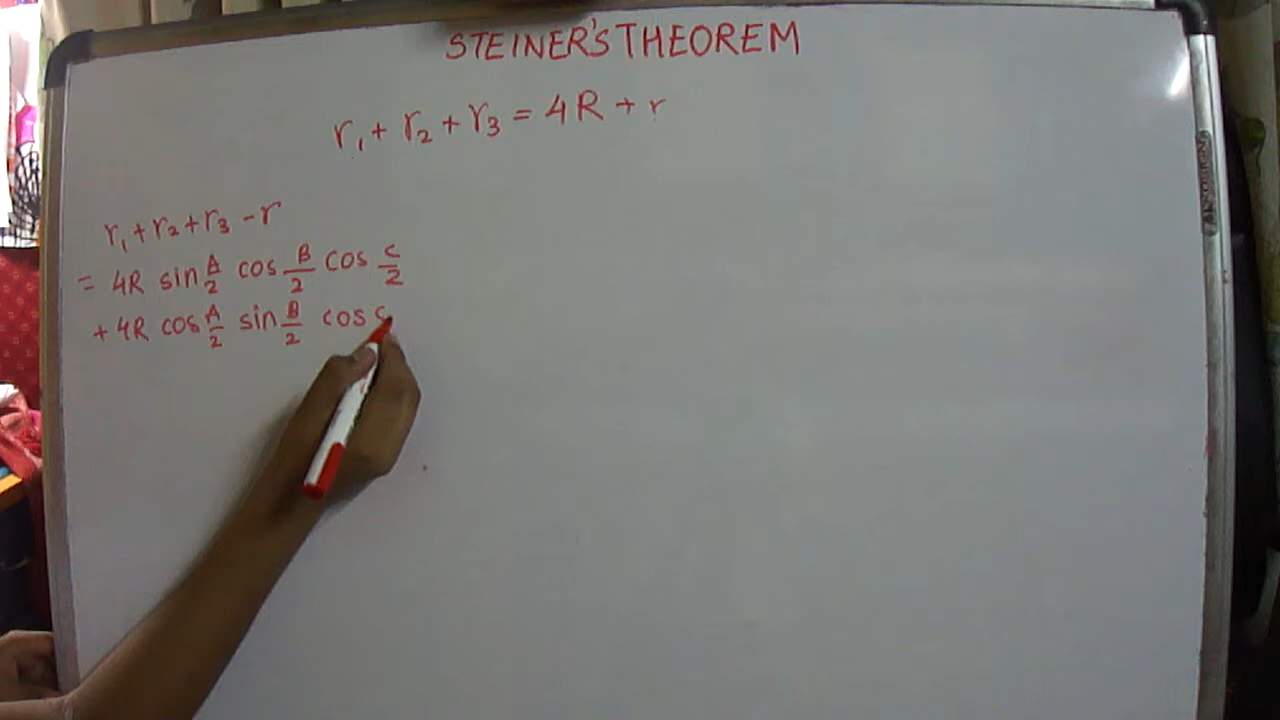 STEINER'S THEOREM
r₁ + r₂ + r₃ = 4R + r
r₁ + r₂ + r₃ - r
= 4R sin A/2 cos B/2 cos C/2
+ 4R cos A/2 sin B/2 cos C